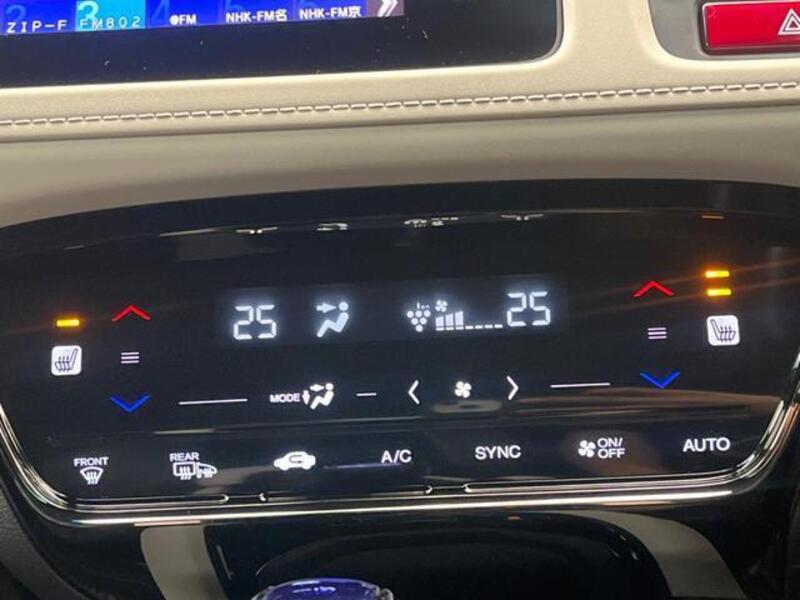 ZIP-F FM802 @FM NHK-FM名 NHK-FM京
25 25
MODE
FRONT REAR A/C SYNC ON/OFF AUTO